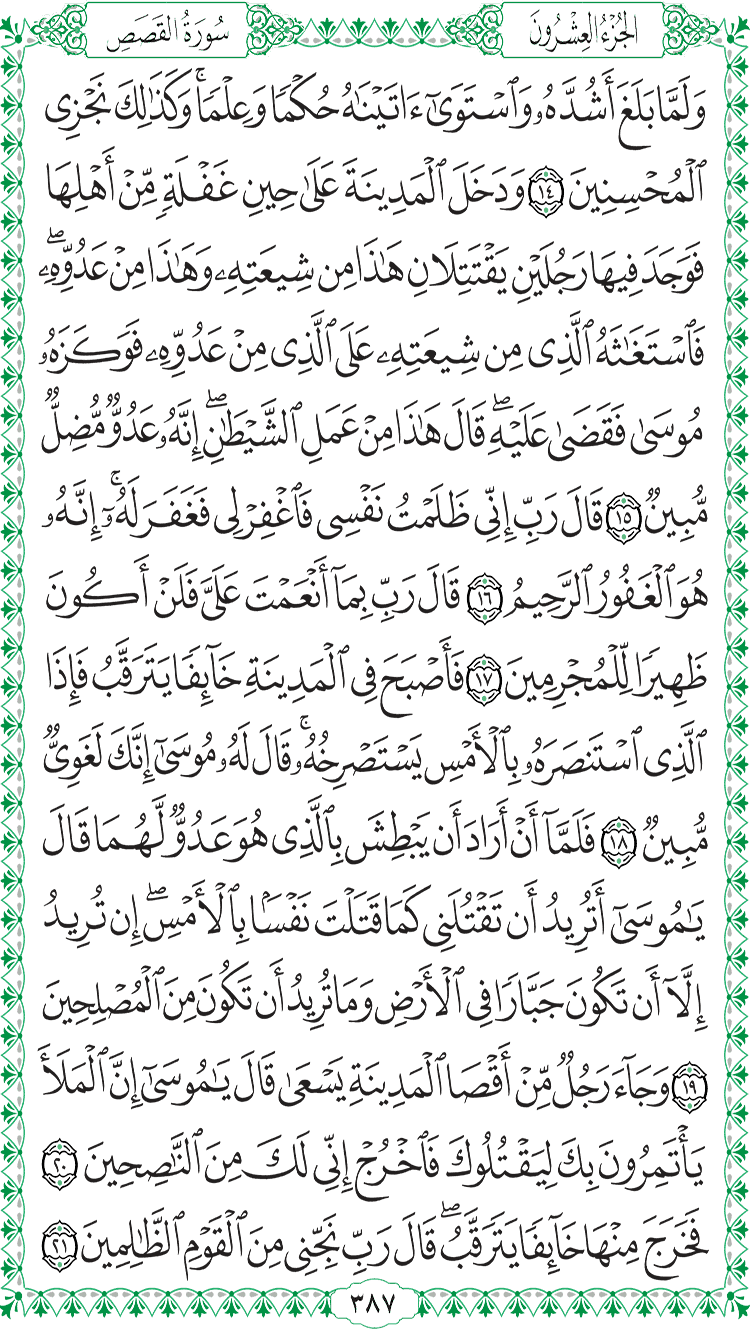 الجُزْءُ العِشْرُونَ
سُورَةُ القَصَصِ
وَلَمَّا بَلَغَ أَشُدَّهُۥ وَٱسْتَوَىٰٓ ءَاتَيْنَٰهُ حُكْمًا وَعِلْمًا ۚ وَكَذَٰلِكَ نَجْزِى
ٱلْمُحْسِنِينَ ١٤ وَدَخَلَ ٱلْمَدِينَةَ عَلَىٰ حِينِ غَفْلَةٍ مِّنْ أَهْلِهَا
فَوَجَدَ فِيهَا رَجُلَيْنِ يَقْتَتِلَانِ هَٰذَا مِن شِيعَتِهِۦ وَهَٰذَا مِنْ عَدُوِّهِۦ ۖ
فَٱسْتَغَٰثَهُ ٱلَّذِى مِن شِيعَتِهِۦ عَلَى ٱلَّذِى مِنْ عَدُوِّهِۦ فَوَكَزَهُۥ
مُوسَىٰ فَقَضَىٰ عَلَيْهِ ۖ قَالَ هَٰذَا مِنْ عَمَلِ ٱلشَّيْطَٰنِ ۖ إِنَّهُۥ عَدُوٌّ مُّضِلٌّ
مُّبِينٌ ١٥ قَالَ رَبِّ إِنِّى ظَلَمْتُ نَفْسِى فَٱغْفِرْ لِى فَغَفَرَ لَهُۥٓ ۚ إِنَّهُۥ
هُوَ ٱلْغَفُورُ ٱلرَّحِيمُ ١٦ قَالَ رَبِّ بِمَآ أَنْعَمْتَ عَلَىَّ فَلَنْ أَكُونَ
ظَهِيرًا لِّلْمُجْرِمِينَ ١٧ فَأَصْبَحَ فِى ٱلْمَدِينَةِ خَآئِفًا يَتَرَقَّبُ فَإِذَا
ٱلَّذِى ٱسْتَنصَرَهُۥ بِٱلْأَمْسِ يَسْتَصْرِخُهُۥ ۚ قَالَ لَهُۥ مُوسَىٰٓ إِنَّكَ لَغَوِىٌّ
مُّبِينٌ ١٨ فَلَمَّآ أَنْ أَرَادَ أَن يَبْطِشَ بِٱلَّذِى هُوَ عَدُوٌّ لَّهُمَا قَالَ
يَٰمُوسَىٰٓ أَتُرِيدُ أَن تَقْتُلَنِى كَمَا قَتَلْتَ نَفْسًۢا بِٱلْأَمْسِ ۖ إِن تُرِيدُ
إِلَّآ أَن تَكُونَ جَبَّارًا فِى ٱلْأَرْضِ وَمَا تُرِيدُ أَن تَكُونَ مِنَ ٱلْمُصْلِحِينَ
١٩ وَجَآءَ رَجُلٌ مِّنْ أَقْصَا ٱلْمَدِينَةِ يَسْعَىٰ قَالَ يَٰمُوسَىٰٓ إِنَّ ٱلْمَلَأَ
يَأْتَمِرُونَ بِكَ لِيَقْتُلُوكَ فَٱخْرُجْ إِنِّى لَكَ مِنَ ٱلنَّٰصِحِينَ ٢٠
فَخَرَجَ مِنْهَا خَآئِفًا يَتَرَقَّبُ ۖ قَالَ رَبِّ نَجِّنِى مِنَ ٱلْقَوْمِ ٱلظَّٰلِمِينَ ٢١
٣٨٧